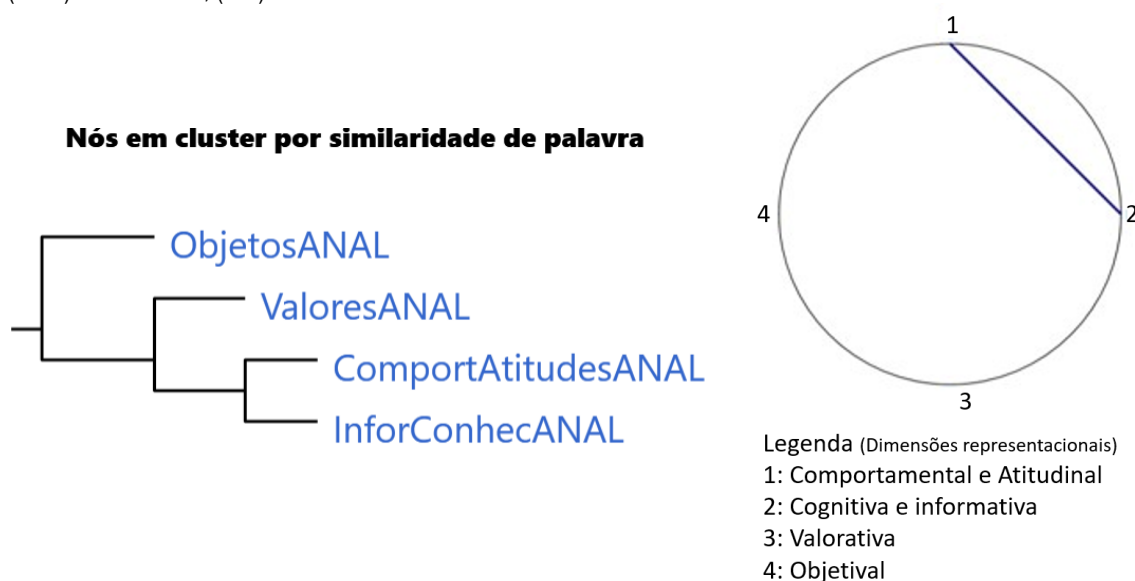 1
Nós em cluster por similaridade de palavra
4
2
ObjetosANAL
ValoresANAL
ComportAtitudesANAL
InforConhecANAL
3
Legenda (Dimensões representacionais)
1: Comportamental e Atitudinal
2: Cognitiva e informativa
3: Valorativa
4: Objetival